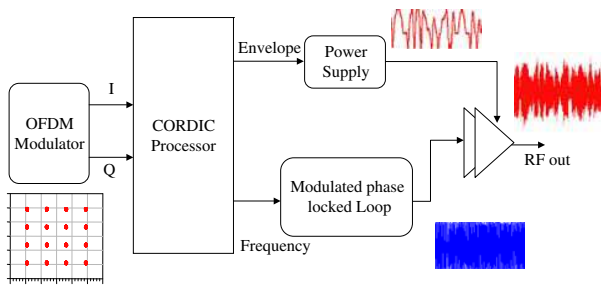 Envelope
Power
Supply
I
OFDM
Modulator
CORDIC
Processor
Q
RF out
Modulated phase
locked Loop
Frequency